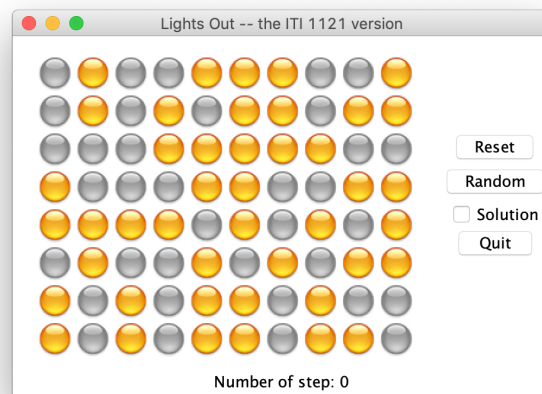 Lights Out -- the ITI 1121 version
Reset
Random
Solution
Quit
Number of step: 0